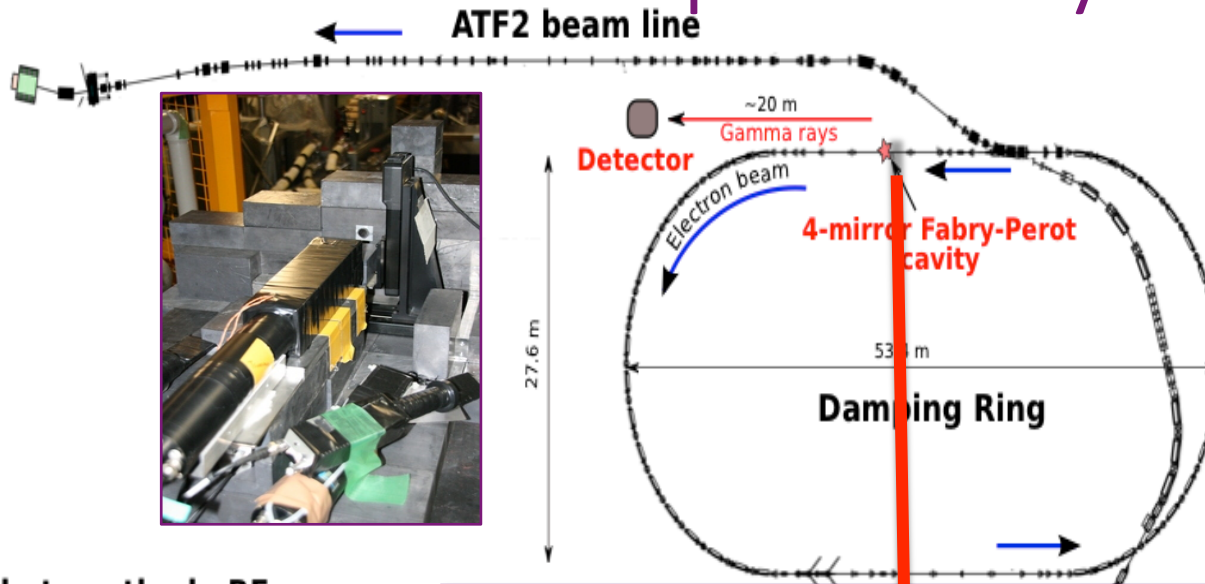 ATF2 beam line
~20 m
Gamma rays
Detector
Electron beam
4-mirror Fabry-Perot
cavity
27.6 m
Damping Ring